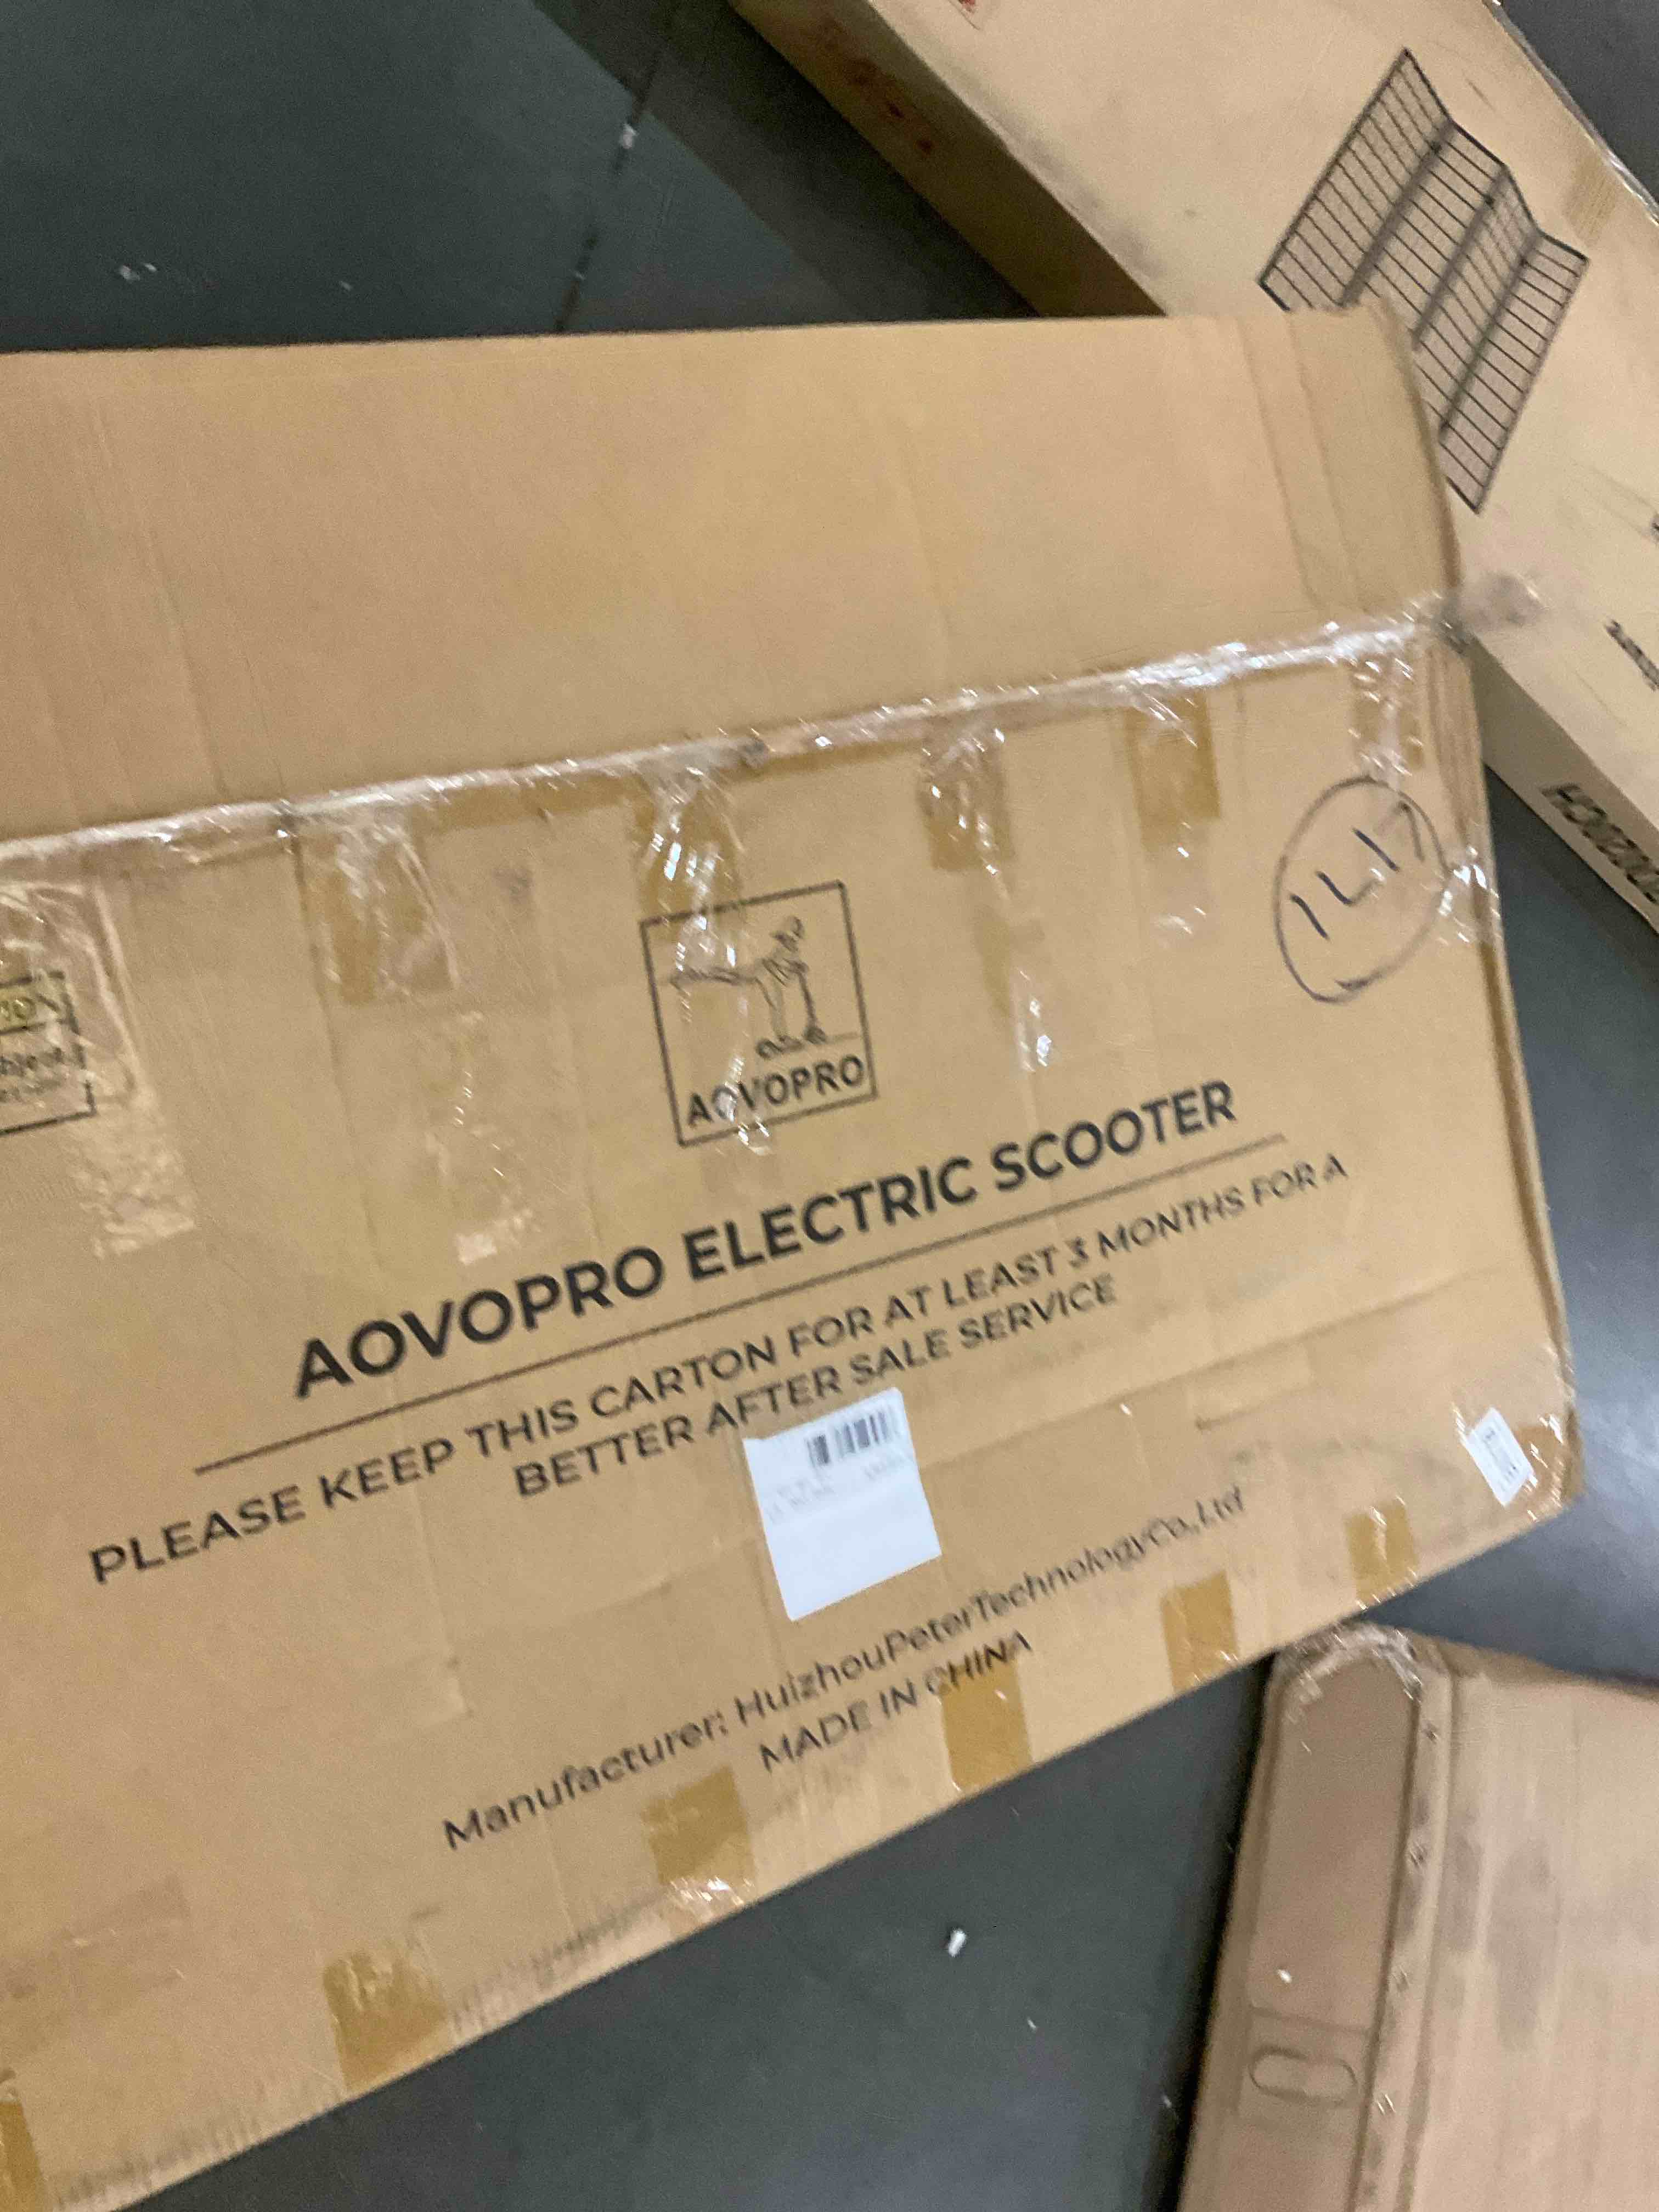 1L17
AOVOPRO
AOVOPRO ELECTRIC SCOOTER
PLEASE KEEP THIS CARTON FOR AT LEAST 3 MONTHS FOR A
BETTER AFTER SALE SERVICE
Manufacturer: HuizhouPeterTechnologyCo.,Ltd
MADE IN CHINA